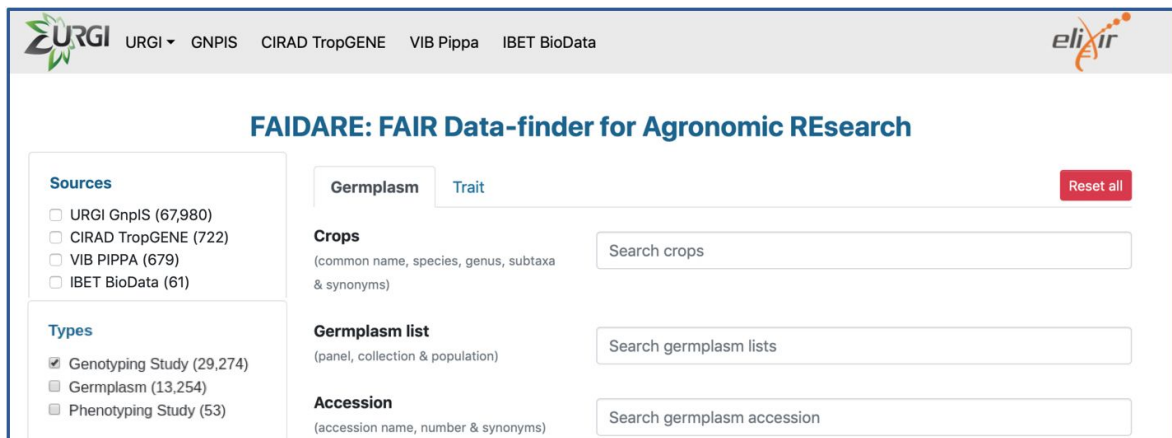 URGI URGI GNPIS CIRAD TropGENE VIB Pippa IBET BioData elixir
FAIDARE: FAIR Data-finder for Agronomic REsearch
Sources
URGI GnpIS (67,980)
CIRAD TropGENE (722)
VIB PIPPA (679)
IBET BioData (61)
Types
Genotyping Study (29,274)
Germplasm (13,254)
Phenotyping Study (53)
Germplasm Trait Reset all
Crops
(common name, species, genus, subtaxa
& synonyms)
Search crops
Germplasm list
(panel, collection & population)
Search germplasm lists
Accession
(accession name, number & synonyms)
Search germplasm accession